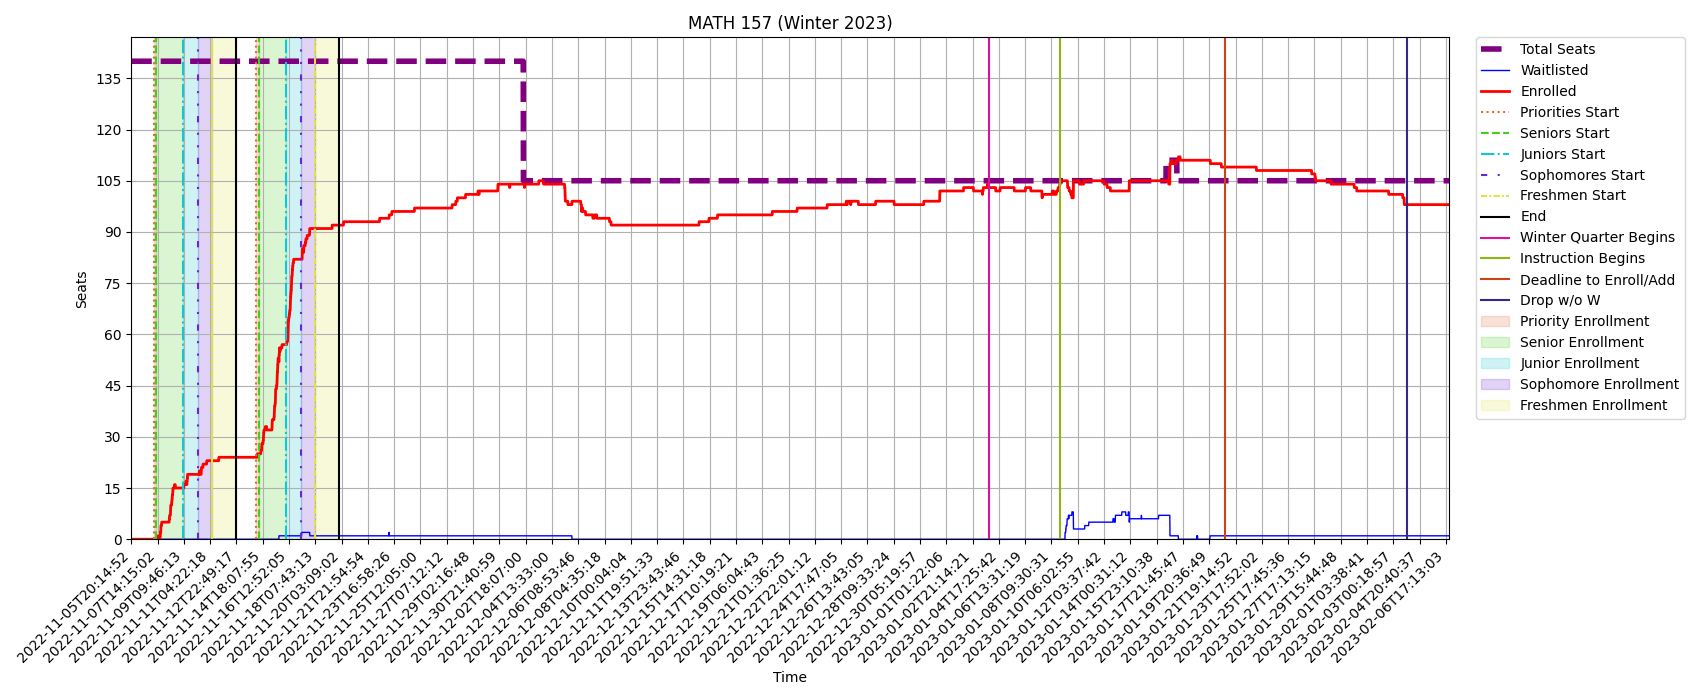 MATH 157 (Winter 2023)
Seats
135
120
105
90
75
60
45
30
15
0
2022-11-05T20:14:52
2022-11-07T14:15:02
2022-11-09T09:46:13
2022-11-11T04:22:18
2022-11-12T22:49:17
2022-11-14T18:07:55
2022-11-16T12:52:05
2022-11-18T07:43:13
2022-11-20T03:09:02
2022-11-21T21:54:54
2022-11-23T16:58:26
2022-11-25T12:05:00
2022-11-27T07:12:12
2022-11-29T02:16:48
2022-11-30T21:40:59
2022-12-02T18:07:00
2022-12-04T13:33:00
2022-12-06T08:53:46
2022-12-08T04:35:18
2022-12-10T00:04:04
2022-12-11T19:51:33
2022-12-13T23:43:46
2022-12-15T14:31:18
2022-12-17T10:19:21
2022-12-19T06:04:43
2022-12-21T01:36:25
2022-12-22T22:01:12
2022-12-24T17:47:05
2022-12-26T13:43:05
2022-12-28T09:33:24
2022-12-30T05:19:57
2023-01-01T01:22:06
2023-01-02T21:14:21
2023-01-04T17:25:42
2023-01-06T13:31:19
2023-01-08T09:30:31
2023-01-10T06:02:55
2023-01-12T03:37:42
2023-01-14T00:31:12
2023-01-15T23:10:38
2023-01-17T21:45:47
2023-01-19T20:36:49
2023-01-21T19:14:52
2023-01-23T17:52:02
2023-01-25T17:45:36
2023-01-27T17:13:15
2023-01-29T15:44:48
2023-02-01T03:38:41
2023-02-03T00:18:57
2023-02-04T20:40:37
2023-02-06T17:13:03
Time
Total Seats
Waitlisted
Enrolled
Priorities Start
Seniors Start
Juniors Start
Sophomores Start
Freshmen Start
End
Winter Quarter Begins
Instruction Begins
Deadline to Enroll/Add
Drop w/o W
Priority Enrollment
Senior Enrollment
Junior Enrollment
Sophomore Enrollment
Freshmen Enrollment